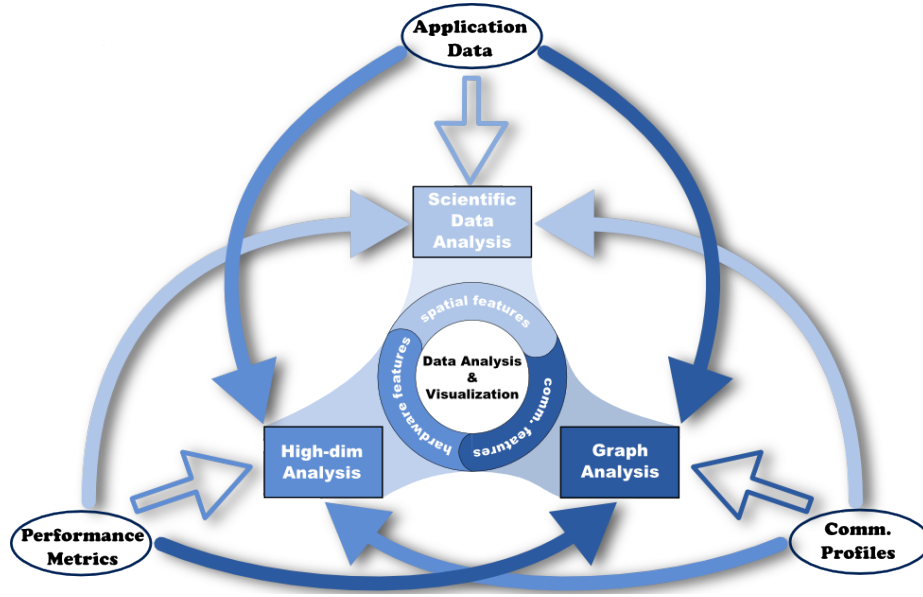 Application
Data
Scientific
Data
Analysis
spatial features
hardware features
comm. features
Data Analysis
&
Visualization
High-dim
Analysis
Graph
Analysis
Performance
Metrics
Comm.
Profiles